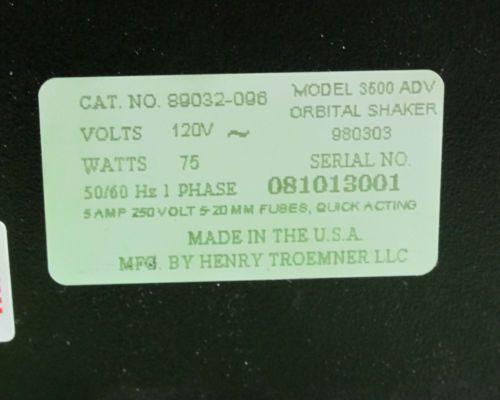 CAT. NO. 89032-096
MODEL 3500 ADV
ORBITAL SHAKER
VOLTS 120V ~
980303
WATTS 75
SERIAL NO.
50/60 Hz 1 PHASE
081013001
5 AMP 250 VOLT 5-20 MM FUSES, QUICK ACTING
MADE IN THE U.S.A.
MFG. BY HENRY TROEMNER LLC